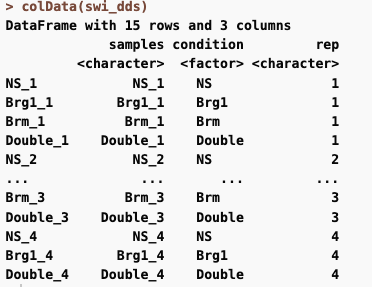 > colData(swi_dds)
DataFrame with 15 rows and 3 columns
samples condition rep
<character> <factor> <character>
NS_1 NS_1 NS 1
Brg1_1 Brg1_1 Brg1 1
Brm_1 Brm_1 Brm 1
Double_1 Double_1 Double 1
NS_2 NS_2 NS 2
... ... ... ...
Brm_3 Brm_3 Brm 3
Double_3 Double_3 Double 3
NS_4 NS_4 NS 4
Brg1_4 Brg1_4 Brg1 4
Double_4 Double_4 Double 4